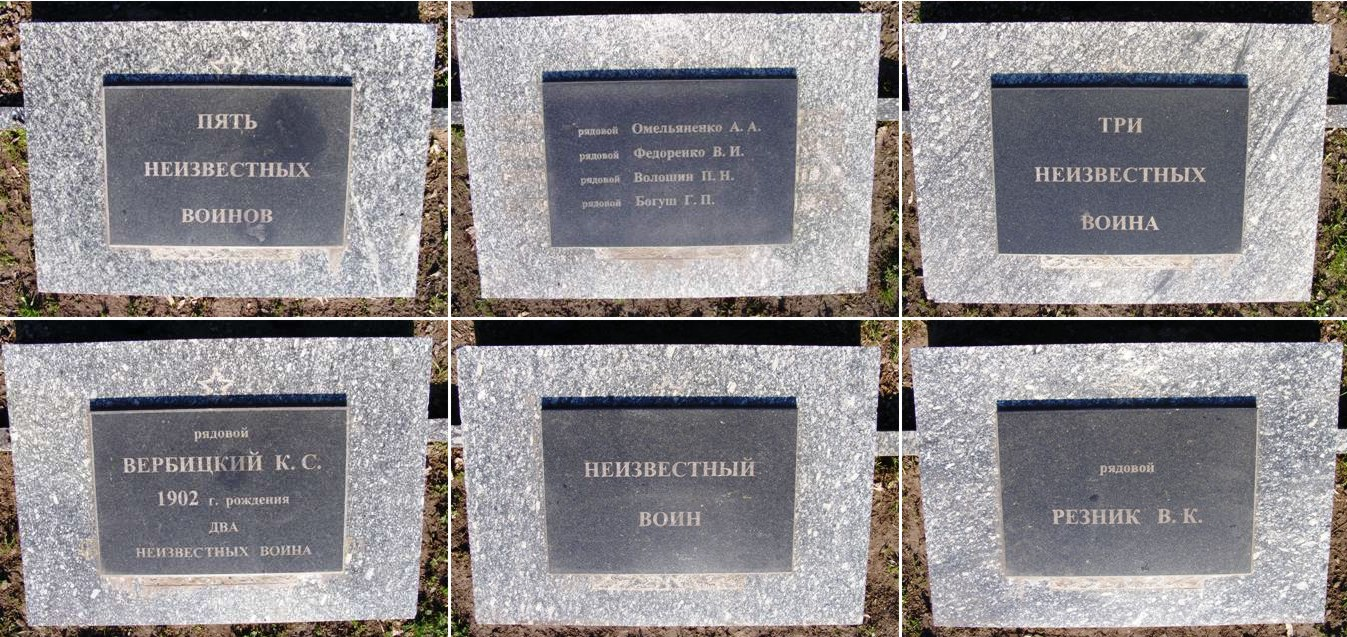 ПЯТЬ
НЕИЗВЕСТНЫХ
ВОИНОВ
рядовой Омельяненко А. А.
рядовой Федоренко В. И.
рядовой Волошин П. Н.
рядовой Богуш Г. П.
ТРИ
НЕИЗВЕСТНЫХ
ВОИНА
рядовой
ВЕРБИЦКИЙ К. С.
1902 г. рождения
ДВА
НЕИЗВЕСТНЫХ ВОИНА
НЕИЗВЕСТНЫЙ
ВОИН
рядовой
РЕЗНИК В. К.